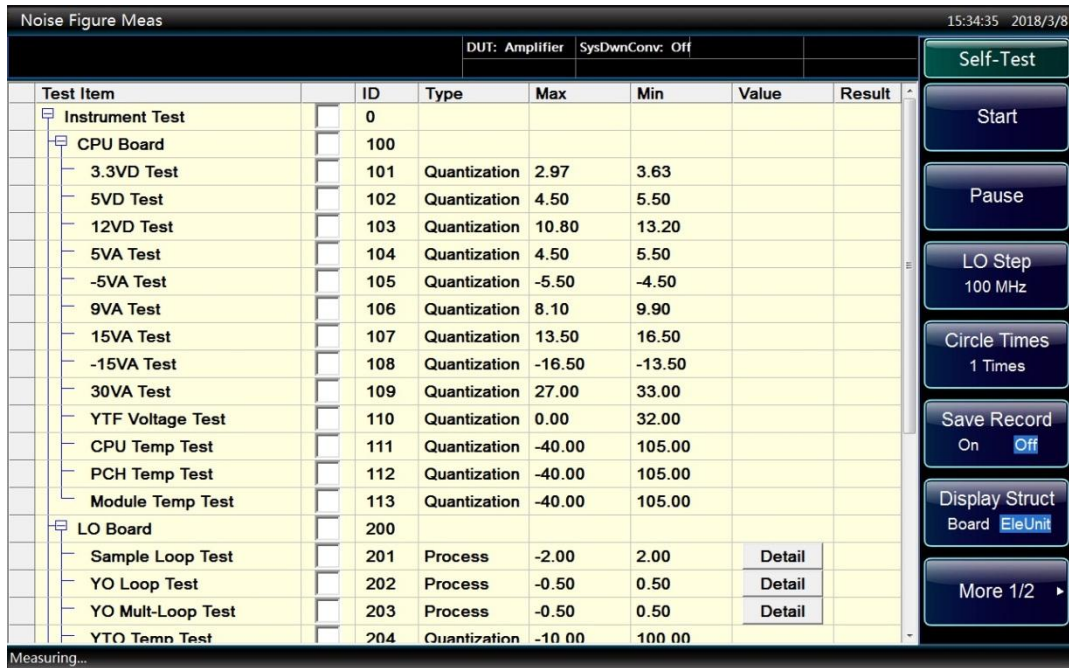 Noise Figure Meas 15:34:35 2018/3/8
DUT: Amplifier SysDwnConv: Off
Self-Test
Test Item ID Type Max Min Value Result
Instrument Test 0
CPU Board 100
3.3VD Test 101 Quantization 2.97 3.63
5VD Test 102 Quantization 4.50 5.50
12VD Test 103 Quantization 10.80 13.20
5VA Test 104 Quantization 4.50 5.50
-5VA Test 105 Quantization -5.50 -4.50
9VA Test 106 Quantization 8.10 9.90
15VA Test 107 Quantization 13.50 16.50
-15VA Test 108 Quantization -16.50 -13.50
30VA Test 109 Quantization 27.00 33.00
YTF Voltage Test 110 Quantization 0.00 32.00
CPU Temp Test 111 Quantization -40.00 105.00
PCH Temp Test 112 Quantization -40.00 105.00
Module Temp Test 113 Quantization -40.00 105.00
LO Board 200
Sample Loop Test 201 Process -2.00 2.00 Detail
YO Loop Test 202 Process -0.50 0.50 Detail
YO Mult-Loop Test 203 Process -0.50 0.50 Detail
YTO Temp Test 204 Quantization -10.00 100.00
Start
Pause
LO Step
100 MHz
Circle Times
1 Times
Save Record
On Off
Display Struct
Board EleUnit
More 1/2
Measuring...